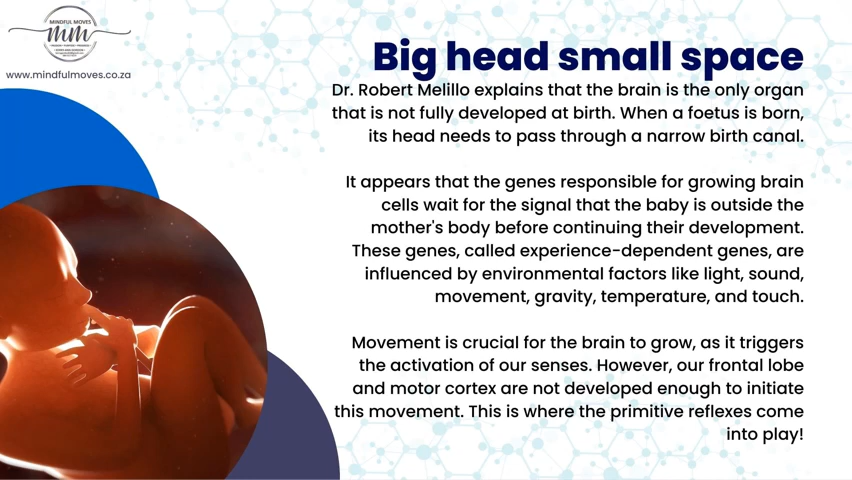 MINDFUL MOVES
mm
www.mindfulmoves.co.za
Big head small space
Dr. Robert Melillo explains that the brain is the only organ
that is not fully developed at birth. When a foetus is born,
its head needs to pass through a narrow birth canal.
It appears that the genes responsible for growing brain
cells wait for the signal that the baby is outside the
mother's body before continuing their development.
These genes, called experience-dependent genes, are
influenced by environmental factors like light, sound,
movement, gravity, temperature, and touch.
Movement is crucial for the brain to grow, as it triggers
the activation of our senses. However, our frontal lobe
and motor cortex are not developed enough to initiate
this movement. This is where the primitive reflexes come
into play!